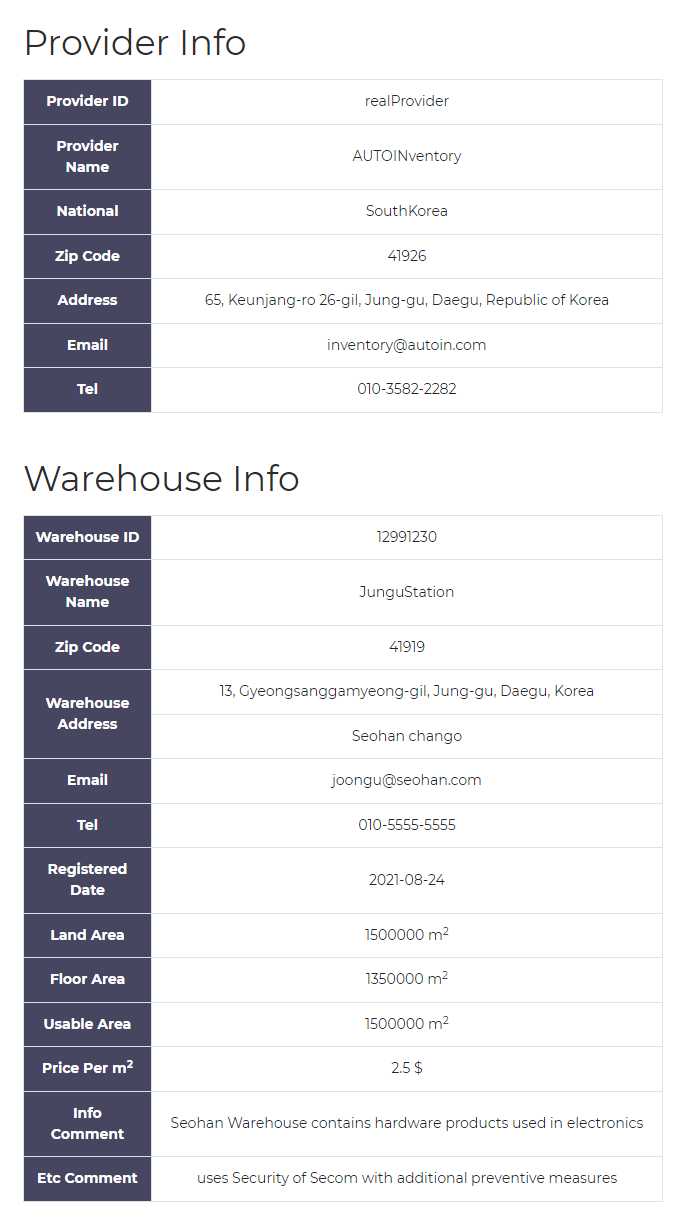 Provider Info
Provider ID
realProvider
Provider
Name
AUTOINventory
National
SouthKorea
Zip Code
41926
Address
65, Keunjang-ro 26-gil, Jung-gu, Daegu, Republic of Korea
Email
inventory@autoin.com
Tel
010-3582-2282
Warehouse Info
Warehouse ID
12991230
Warehouse
Name
JunguStation
Zip Code
41919
Warehouse
Address
13, Gyeongsanggamyeong-gil, Jung-gu, Daegu, Korea
Seohan chango
Email
joongu@seohan.com
Tel
010-5555-5555
Registered
Date
2021-08-24
Land Area
1500000 m²
Floor Area
1350000 m²
Usable Area
1500000 m²
Price Per m²
2.5 $
Info
Comment
Seohan Warehouse contains hardware products used in electronics
Etc Comment
uses Security of Secom with additional preventive measures